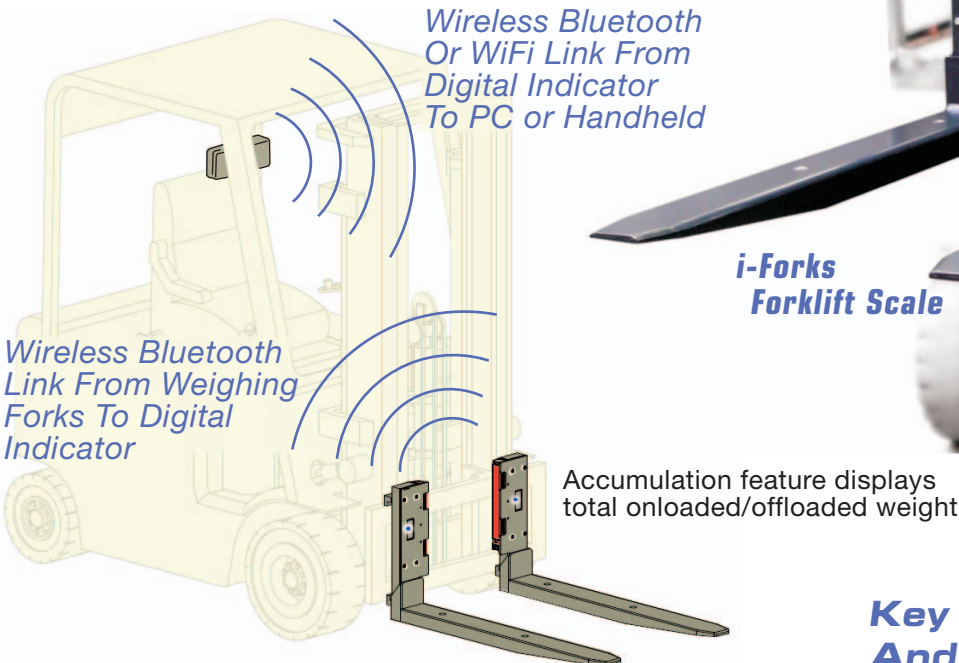 Wireless Bluetooth
Or WiFi Link From
Digital Indicator
To PC or Handheld
i-Forks
Forklift Scale
Wireless Bluetooth
Link From Weighing
Forks To Digital
Indicator
Accumulation feature displays
total onloaded/offloaded weight
Key
And